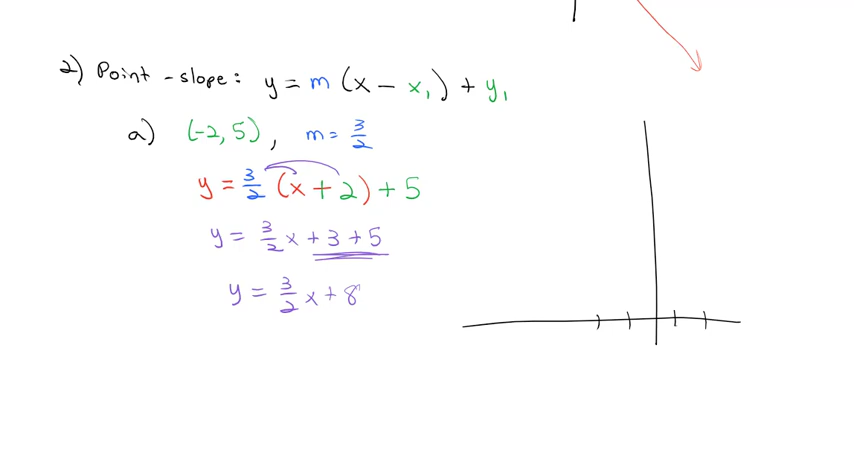 2) Point-slope: y = m (x - x₁) + y₁
a) (-2, 5), m = 3/2
y = 3/2 (x + 2) + 5
y = 3/2 x + 3 + 5
y = 3/2 x + 8